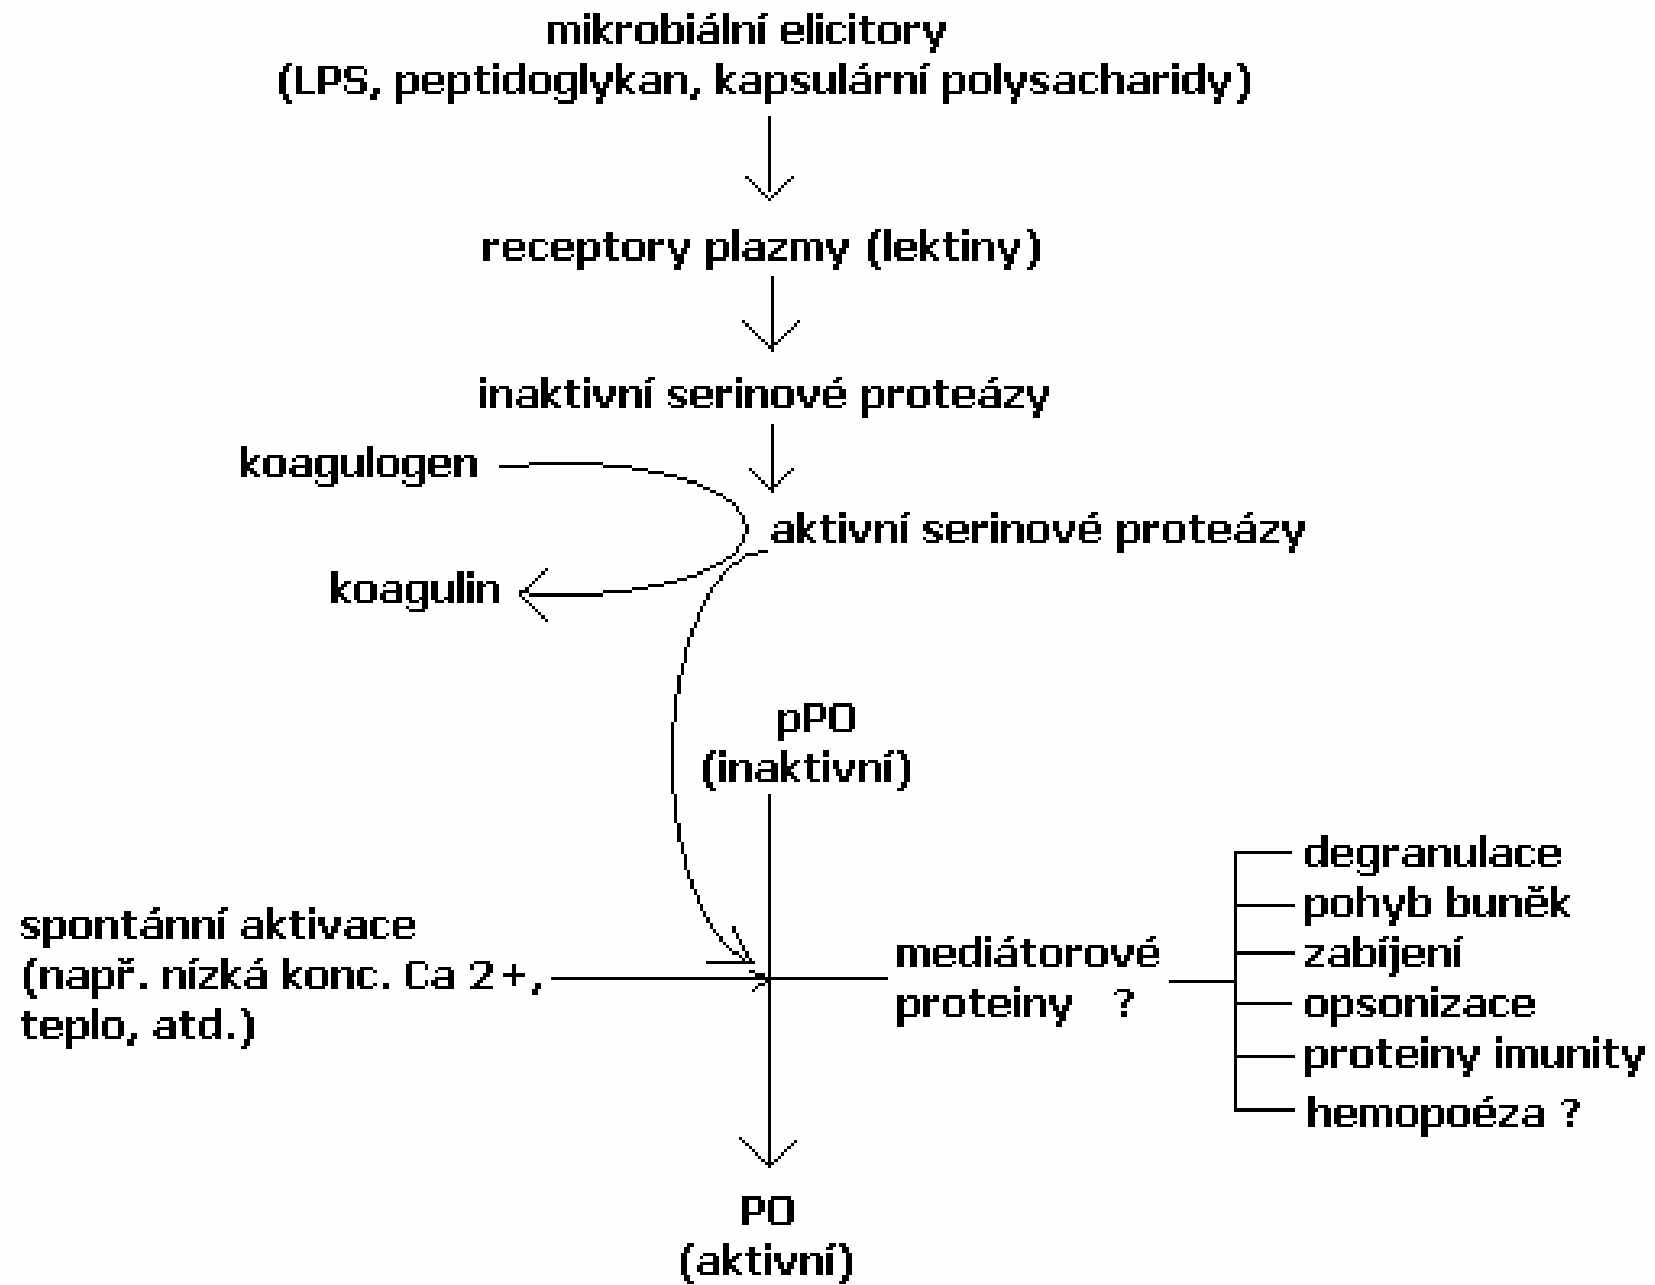 mikrobiální elicitory
(LPS, peptidoglykan, kapsulární polysacharidy)
receptory plazmy (lektiny)
inaktivní serinové proteázy
koagulogen
aktivní serinové proteázy
koagulin
pPO
(inaktivní)
spontánní aktivace
(např. nízká konc. Ca 2+,
teplo, atd.)
mediátorové
proteiny ?
degranulace
pohyb buněk
zabíjení
opsonizace
proteiny imunity
hemopoéza ?
PO
(aktivní)